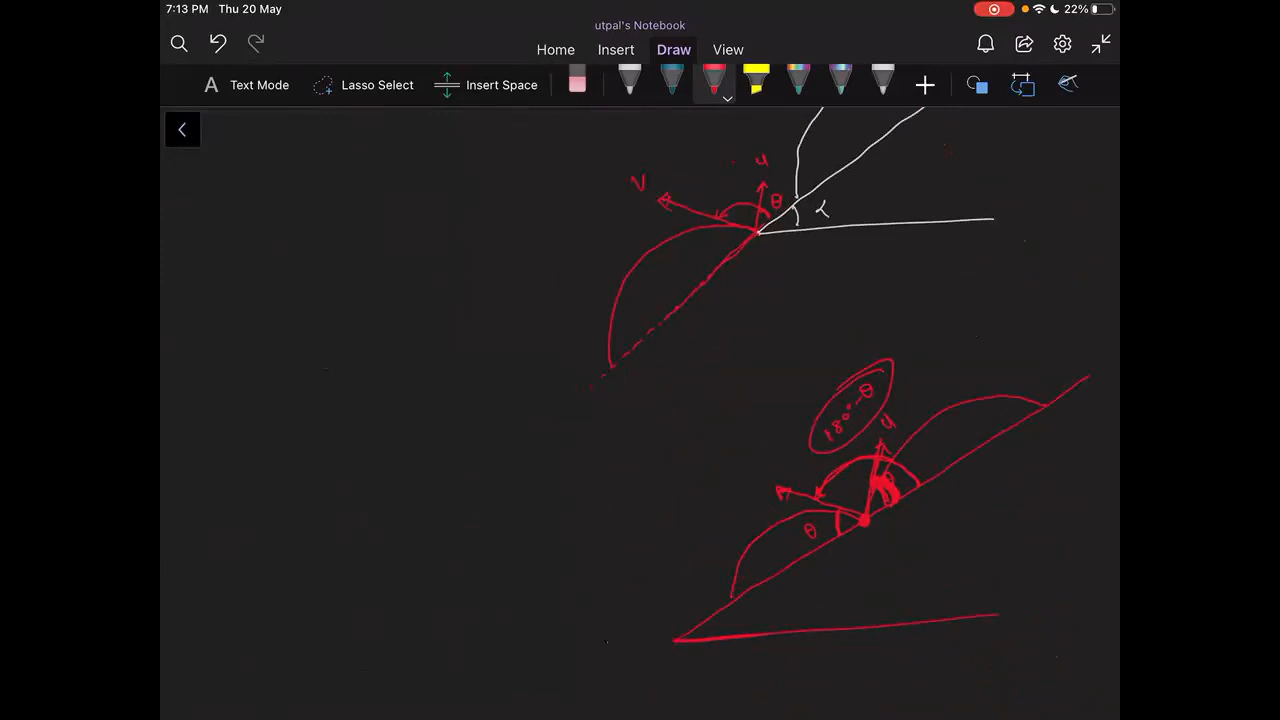 7:13 PM Thu 20 May
22%
utpal's Notebook
Home Insert Draw View
A Text Mode Lasso Select Insert Space
u
V
θ
α
180°-θ
u
θ